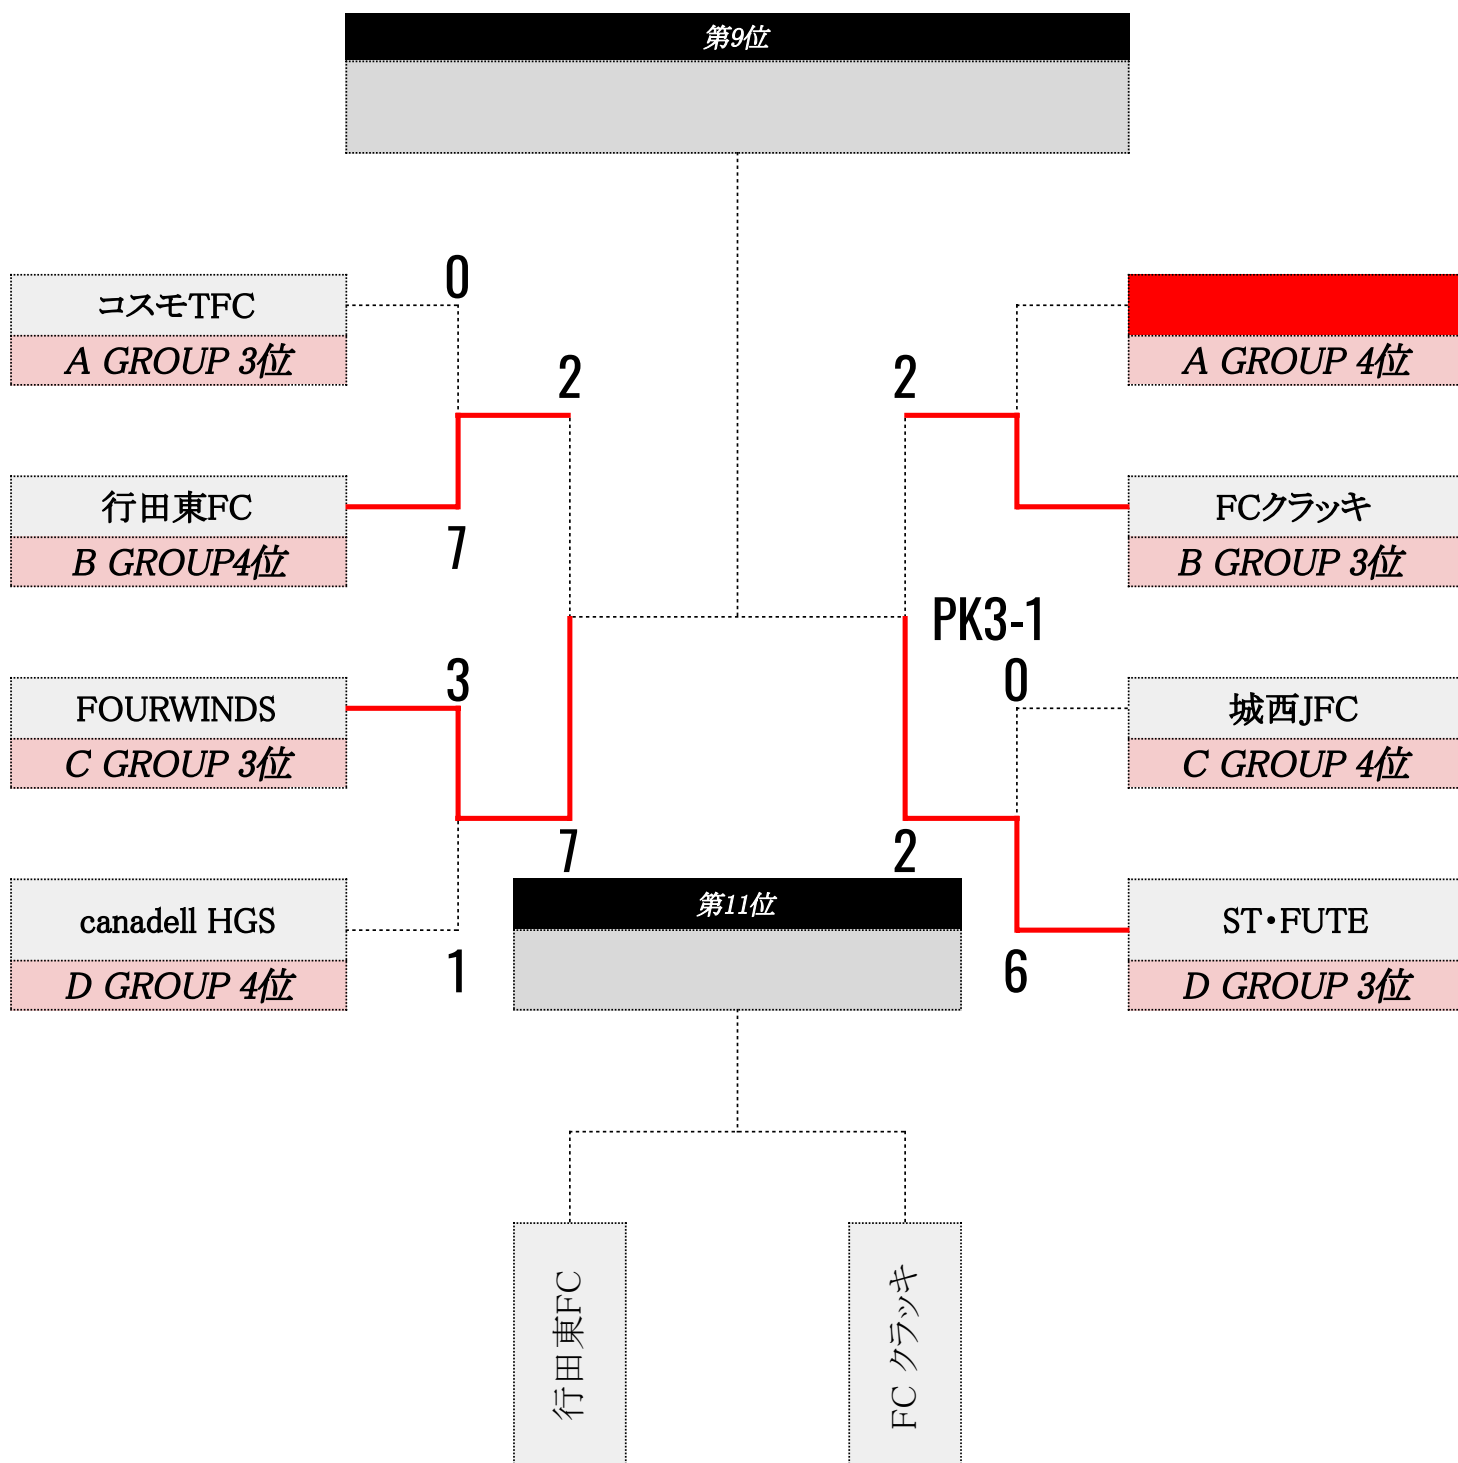 第9位
0
コスモTFC
A GROUP 3位
A GROUP 4位
2
2
行田東FC
FCクラッキ
B GROUP4位
B GROUP 3位
7
PK3-1
3
0
FOURWINDS
城西JFC
C GROUP 3位
C GROUP 4位
7
2
第11位
canadell HGS
ST・FUTE
D GROUP 4位
D GROUP 3位
1
6
行田東FC
FC クラッキ